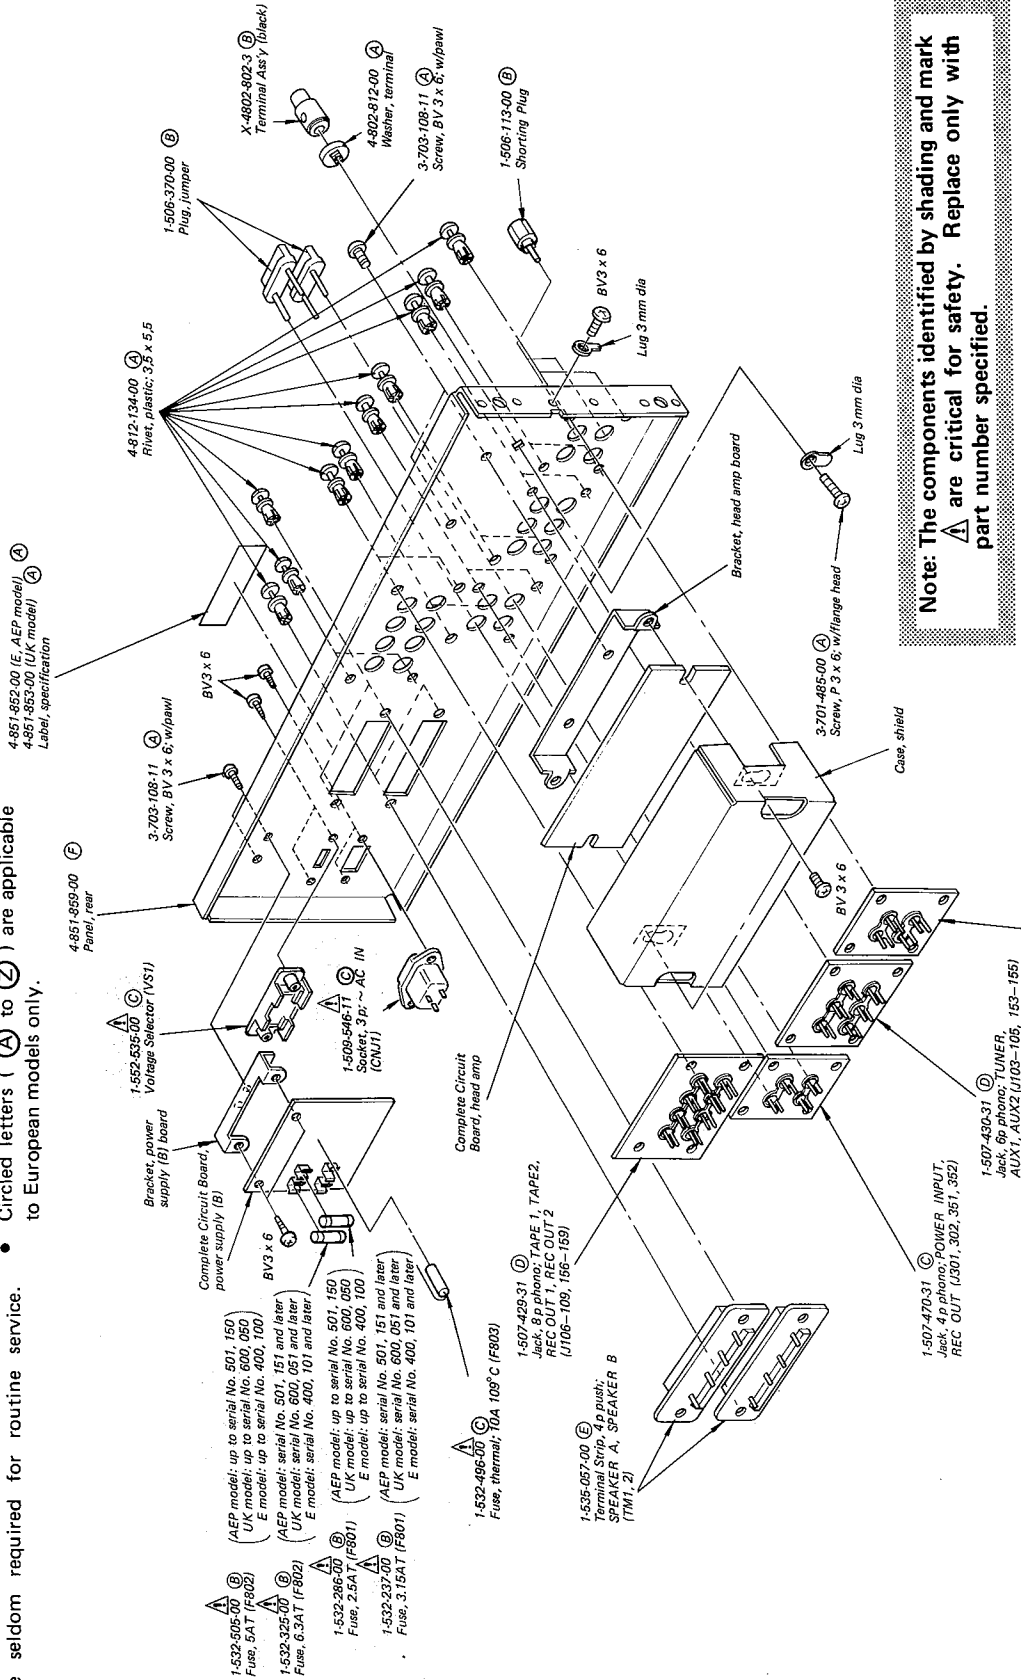 seldom required for routine service.
• Circled letters ( Ⓐ to Ⓩ ) are applicable
to European models only.
4-851-852-00 (E, AEP model) Ⓐ
4-851-853-00 (UK model) Ⓐ
Label, specification
4-812-134-00 Ⓐ
Rivet, plastic; 3,5 x 5,5
1-506-370-00 Ⓑ
Plug, jumper
X-4802-802-3 Ⓑ
Terminal Ass'y (black)
4-802-812-00 Ⓐ
Washer, terminal
3-703-108-11 Ⓐ
Screw, BV 3 x 6; w/pawl
1-506-113-00 Ⓑ
Shorting Plug
BV3 x 6
Lug 3 mm dia
4-851-859-00 Ⓕ
Panel, rear
3-703-108-11 Ⓐ
Screw, BV 3 x 6; w/pawl
BV3 x 6
⚠ 1-552-535-00 Ⓒ
Voltage Selector (VS1)
⚠ 1-509-546-11 Ⓒ
Socket, 3 p; ~ AC IN
(CNJ1)
Bracket, power
supply (B) board
Complete Circuit Board,
power supply (B)
BV3 x 6
Complete Circuit
Board, head amp
Bracket, head amp board
Lug 3 mm dia
3-701-485-00 Ⓐ
Screw, P 3 x 6; w/flange head
Case, shield
BV 3 x 6
⚠ 1-532-505-00 Ⓑ
Fuse, 5AT (F802)
(AEP model: up to serial No. 501, 150
UK model: up to serial No. 600, 050
E model: up to serial No. 400, 100)
⚠ 1-532-325-00 Ⓑ
Fuse, 6.3AT (F802)
(AEP model: serial No. 501, 151 and later
UK model: serial No. 600, 051 and later
E model: serial No. 400, 101 and later)
⚠ 1-532-286-00 Ⓑ
Fuse, 2.5AT (F801)
(AEP model: up to serial No. 501, 150
UK model: up to serial No. 600, 050
E model: up to serial No. 400, 100)
⚠ 1-532-237-00 Ⓑ
Fuse, 3.15AT (F801)
(AEP model: serial No. 501, 151 and later
UK model: serial No. 600, 051 and later
E model: serial No. 400, 101 and later)
⚠ 1-532-496-00 Ⓒ
Fuse, thermal; 10A 109°C (F803)
1-507-429-31 Ⓓ
Jack, 8 p phono; TAPE 1, TAPE2,
REC OUT 1, REC OUT 2
(J106–109, 156–159)
1-535-057-00 Ⓔ
Terminal Strip, 4 p push;
SPEAKER A, SPEAKER B
(TM1, 2)
1-507-470-31 Ⓒ
Jack, 4 p phono; POWER INPUT,
REC OUT (J301, 302, 351, 352)
1-507-430-31 Ⓓ
Jack, 6p phono; TUNER,
AUX1, AUX2 (J103–105, 153–155)
Note: The components identified by shading and mark
⚠ are critical for safety. Replace only with
part number specified.